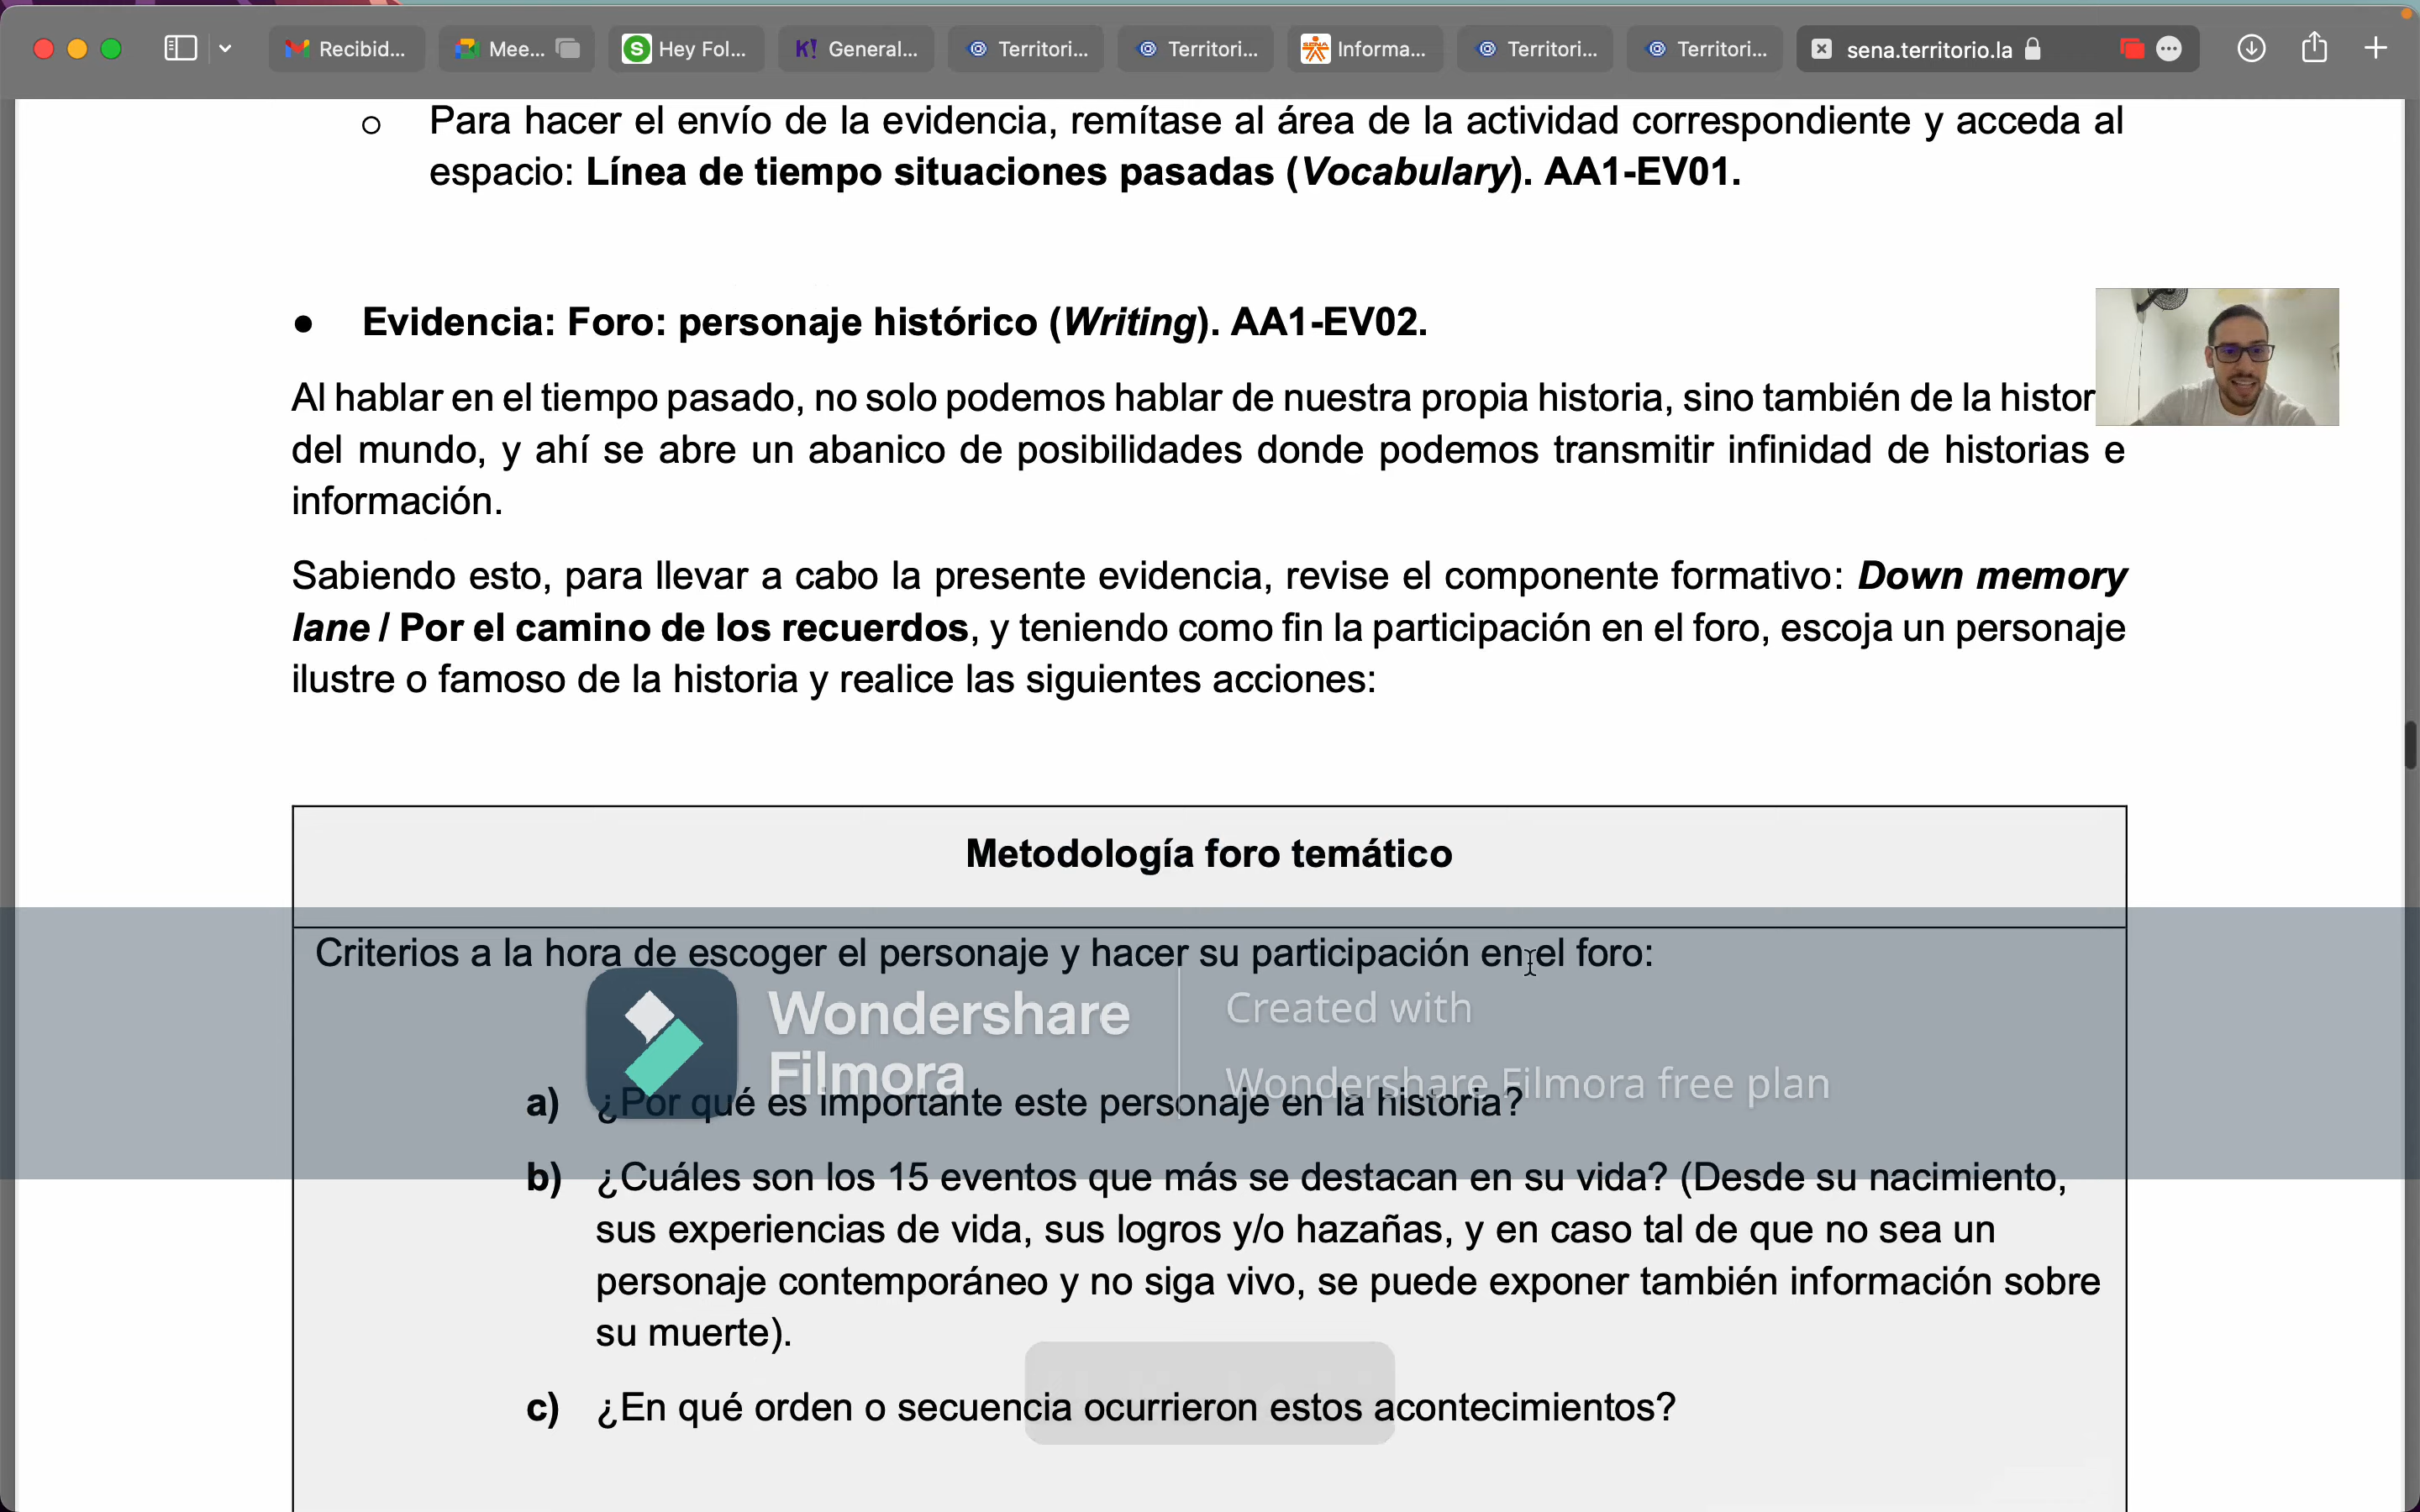 Recibid...
Mee...
Hey Fol...
K! General...
Territori...
Territori...
SENA Informa...
Territori...
Territori...
sena.territorio.la
o Para hacer el envío de la evidencia, remítase al área de la actividad correspondiente y acceda al
espacio: Línea de tiempo situaciones pasadas (Vocabulary). AA1-EV01.
● Evidencia: Foro: personaje histórico (Writing). AA1-EV02.
Al hablar en el tiempo pasado, no solo podemos hablar de nuestra propia historia, sino también de la histor
del mundo, y ahí se abre un abanico de posibilidades donde podemos transmitir infinidad de historias e
información.
Sabiendo esto, para llevar a cabo la presente evidencia, revise el componente formativo: Down memory
lane / Por el camino de los recuerdos, y teniendo como fin la participación en el foro, escoja un personaje
ilustre o famoso de la historia y realice las siguientes acciones:
Metodología foro temático
Criterios a la hora de escoger el personaje y hacer su participación en el foro:
Wondershare
Filmora
Created with
Wondershare Filmora free plan
a) ¿Por qué es importante este personaje en la historia?
b) ¿Cuáles son los 15 eventos que más se destacan en su vida? (Desde su nacimiento,
sus experiencias de vida, sus logros y/o hazañas, y en caso tal de que no sea un
personaje contemporáneo y no siga vivo, se puede exponer también información sobre
su muerte).
c) ¿En qué orden o secuencia ocurrieron estos acontecimientos?